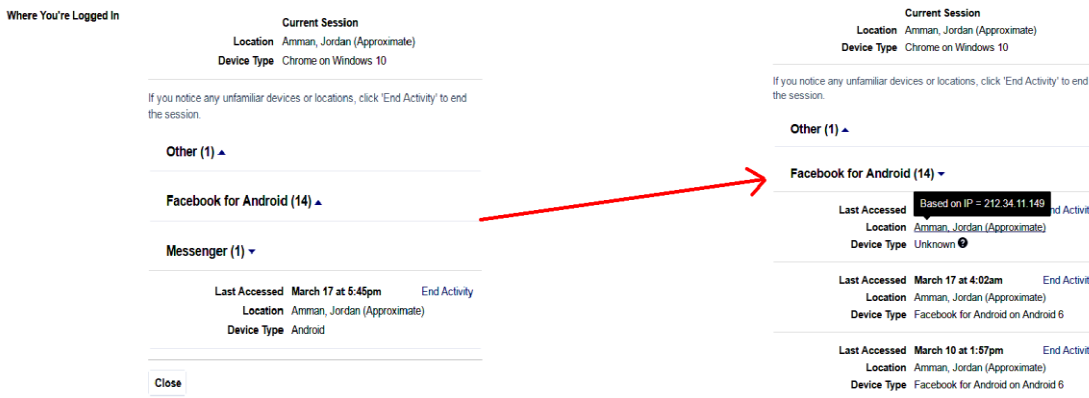 Where You're Logged In
Current Session
Location Amman, Jordan (Approximate)
Device Type Chrome on Windows 10
If you notice any unfamiliar devices or locations, click 'End Activity' to end
the session.
Other (1)
Facebook for Android (14)
Messenger (1)
Last Accessed March 17 at 5:45pm End Activity
Location Amman, Jordan (Approximate)
Device Type Android
Close
Current Session
Location Amman, Jordan (Approximate)
Device Type Chrome on Windows 10
If you notice any unfamiliar devices or locations, click 'End Activity' to end
the session.
Other (1)
Facebook for Android (14)
Based on IP = 212.34.11.149
Last Accessed nd Activit
Location Amman, Jordan (Approximate)
Device Type Unknown ?
Last Accessed March 17 at 4:02am End Activit
Location Amman, Jordan (Approximate)
Device Type Facebook for Android on Android 6
Last Accessed March 10 at 1:57pm End Activit
Location Amman, Jordan (Approximate)
Device Type Facebook for Android on Android 6